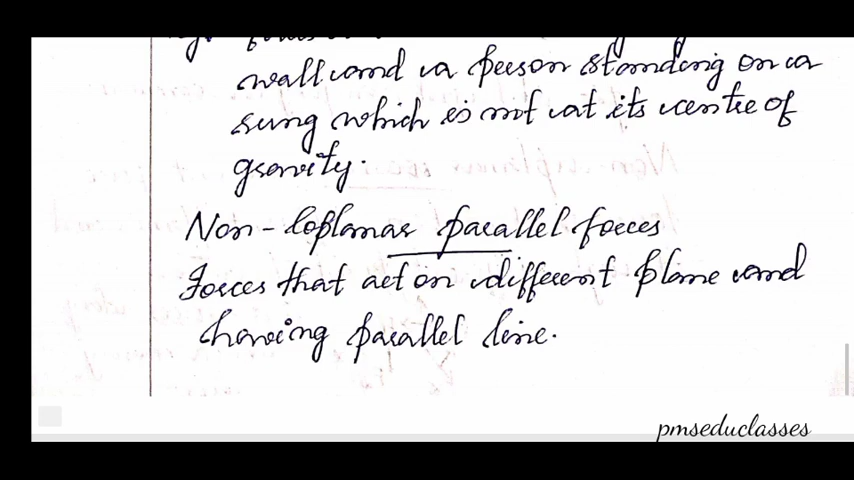 wall and a person standing on a
rung which is not at its centre of
gravity.
Non-Coplanar parallel forces
Forces that act on different plane and
having parallel line.
pmseduclasses